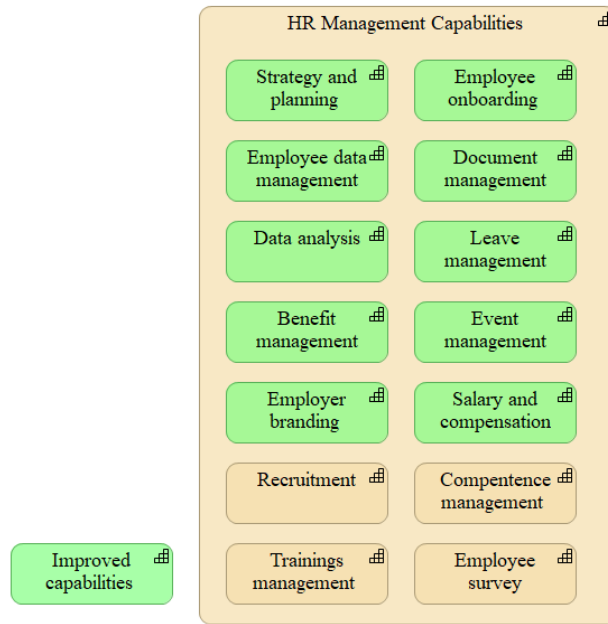 HR Management Capabilities
Strategy and
planning
Employee
onboarding
Employee data
management
Document
management
Data analysis
Leave
management
Benefit
management
Event
management
Employer
branding
Salary and
compensation
Recruitment
Compentence
management
Improved
capabilities
Trainings
management
Employee
survey